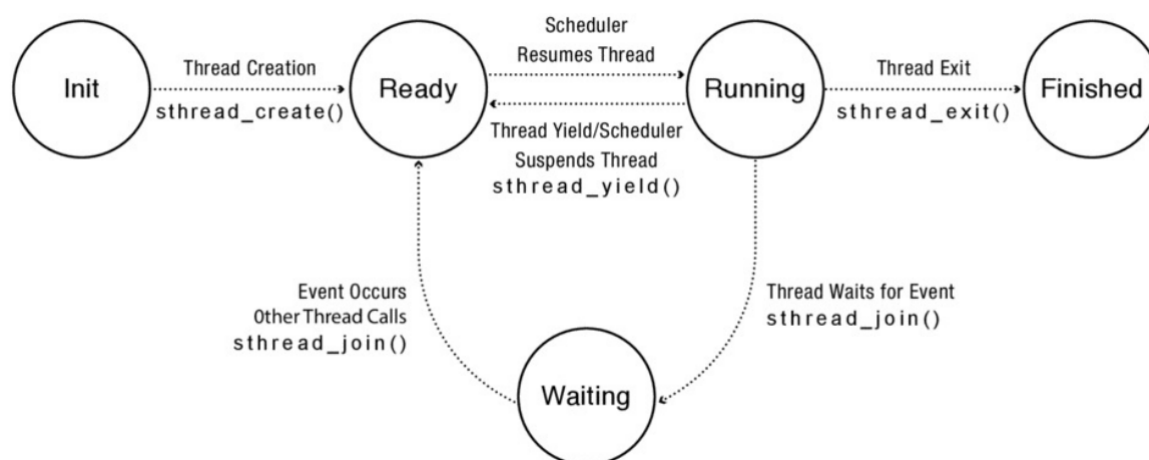 Init
Thread Creation
sthread_create()
Ready
Scheduler
Resumes Thread
Thread Yield/Scheduler
Suspends Thread
sthread_yield()
Running
Thread Exit
sthread_exit()
Finished
Event Occurs
Other Thread Calls
sthread_join()
Thread Waits for Event
sthread_join()
Waiting